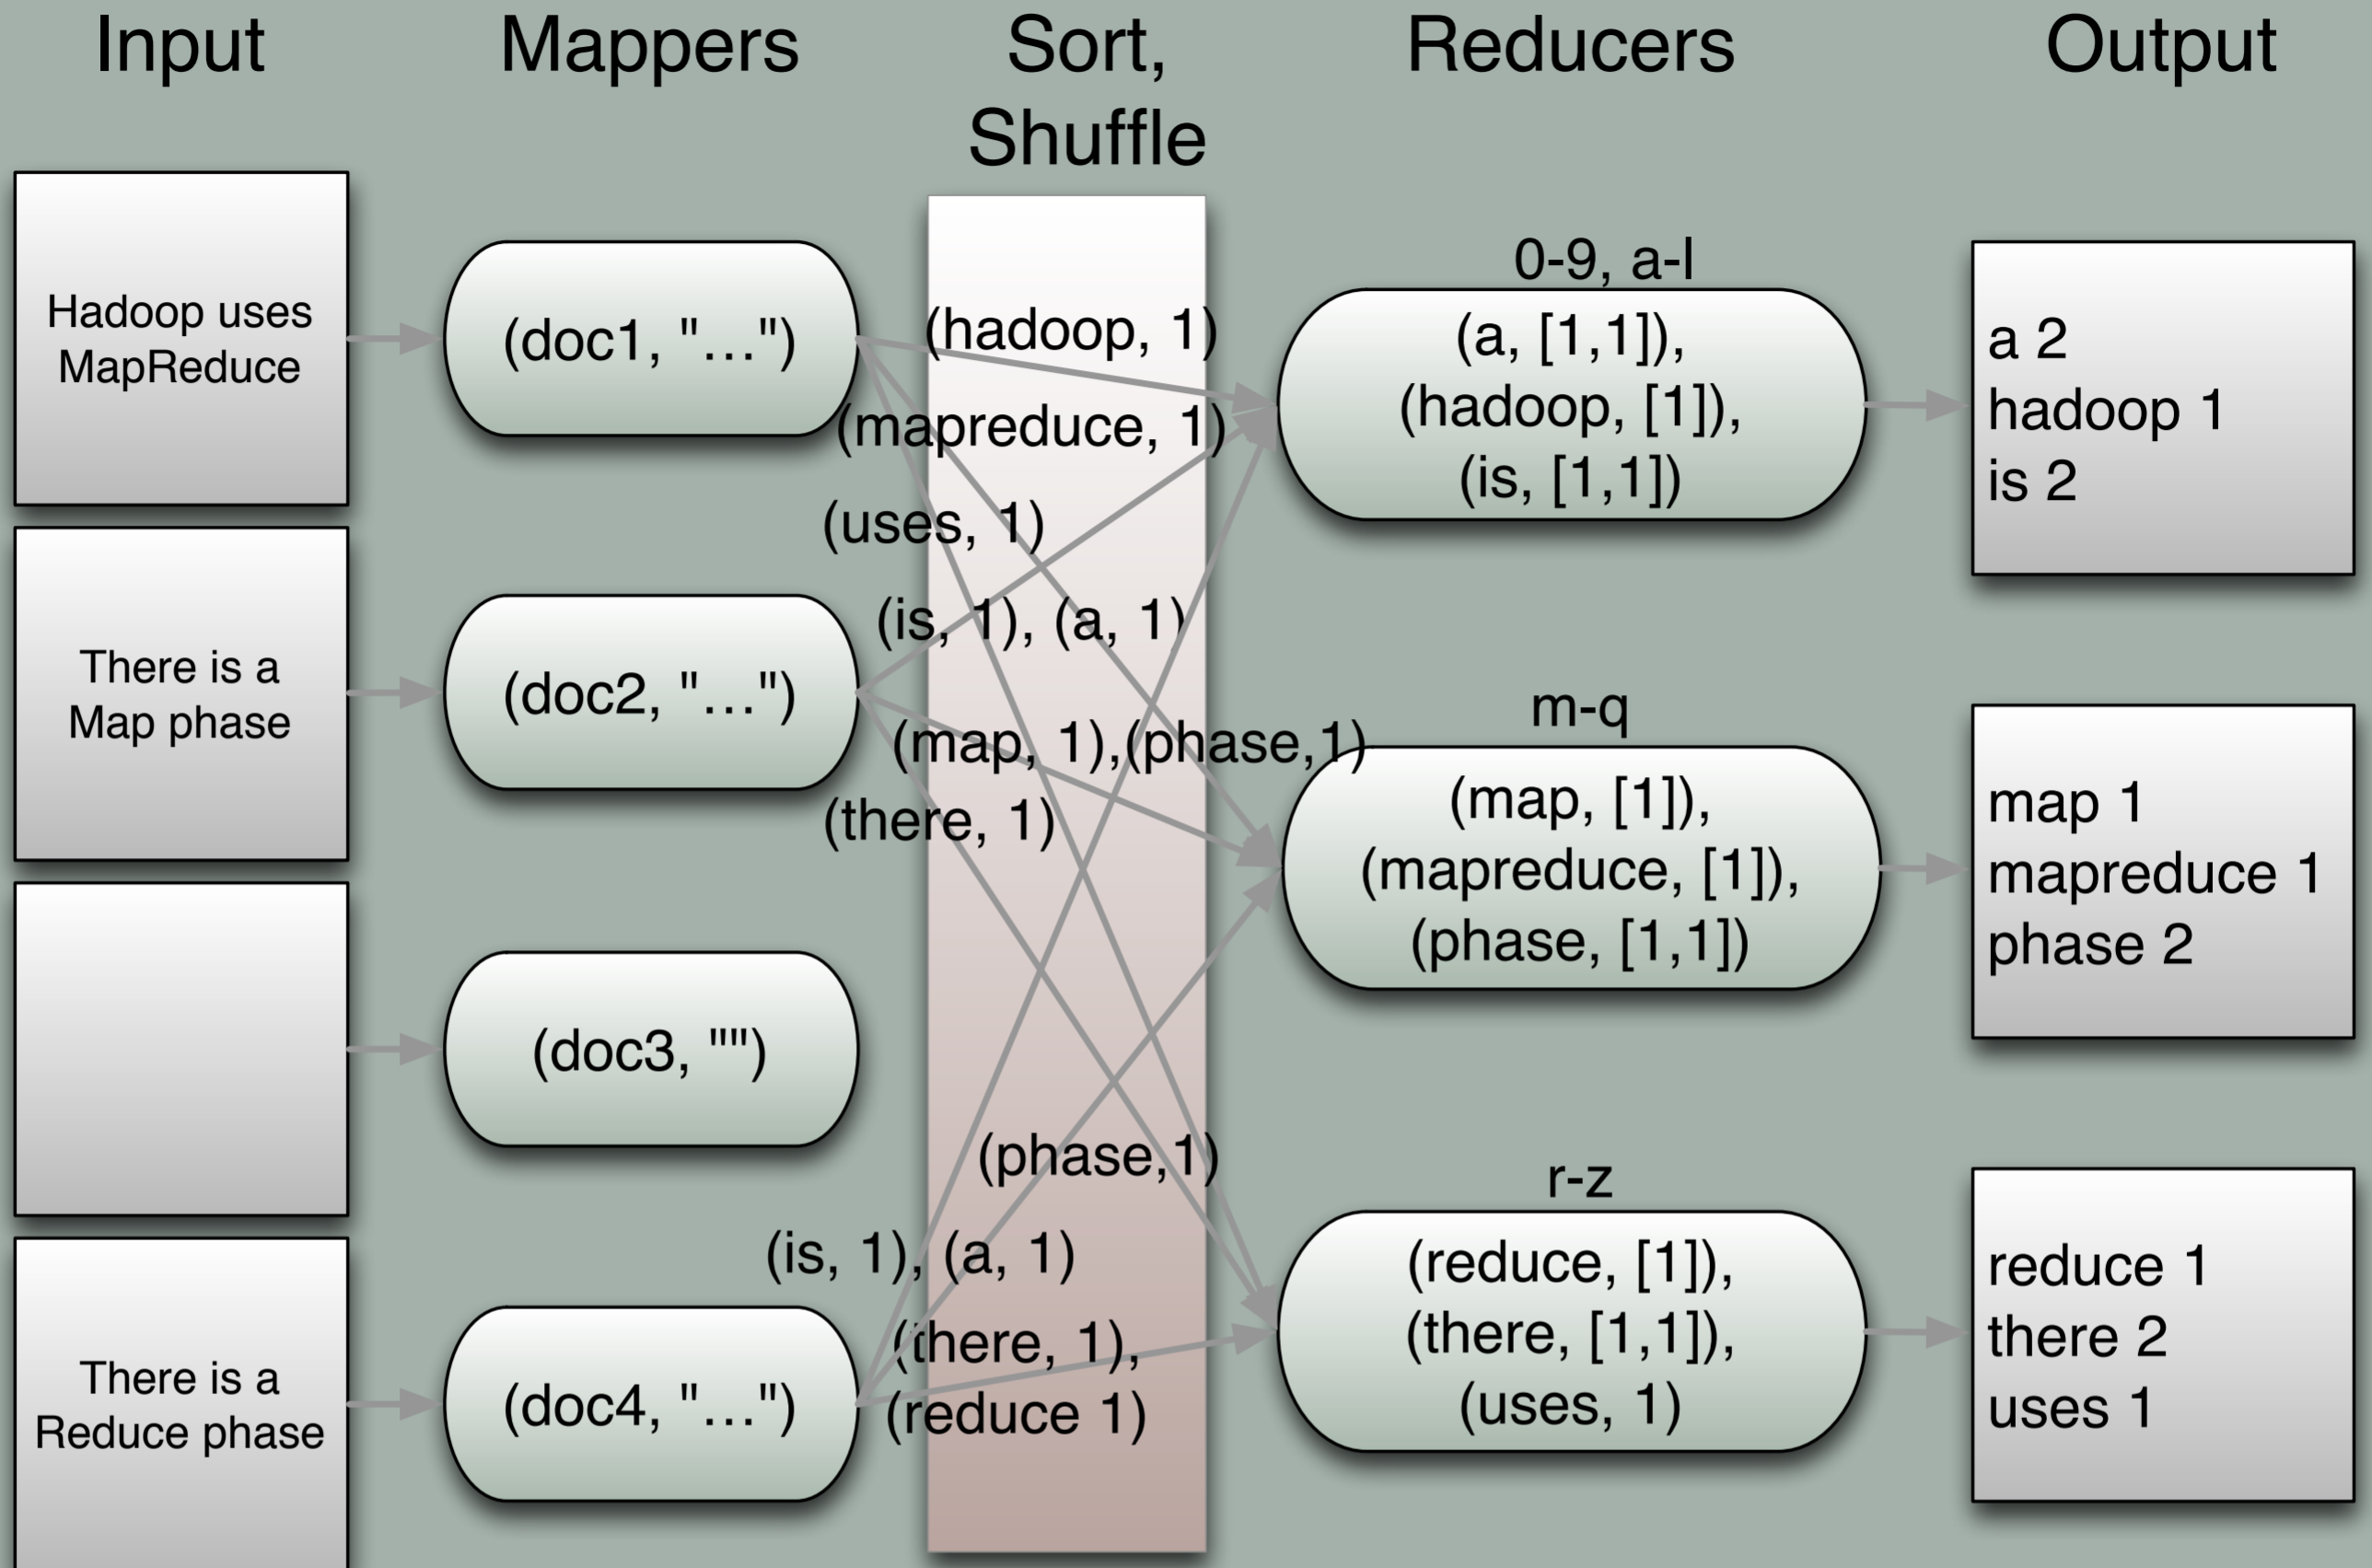 Input
Mappers
Sort,
Shuffle
Reducers
Output
Hadoop uses
MapReduce
There is a
Map phase
There is a
Reduce phase
(doc1, "...")
(doc2, "...")
(doc3, "")
(doc4, "...")
(hadoop, 1)
(mapreduce, 1)
(uses, 1)
(is, 1), (a, 1)
(map, 1),(phase,1)
(there, 1)
(phase,1)
(is, 1), (a, 1)
(there, 1),
(reduce 1)
0-9, a-l
(a, [1,1]),
(hadoop, [1]),
(is, [1,1])
m-q
(map, [1]),
(mapreduce, [1]),
(phase, [1,1])
r-z
(reduce, [1]),
(there, [1,1]),
(uses, 1)
a 2
hadoop 1
is 2
map 1
mapreduce 1
phase 2
reduce 1
there 2
uses 1